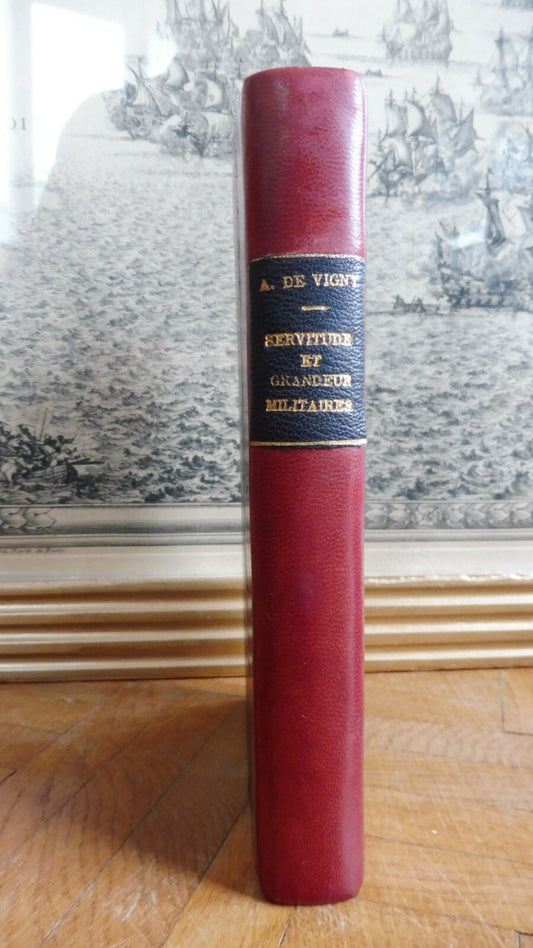 A. DE VIGNY
SERVITUDE
ET
GRANDEUR
MILITAIRES